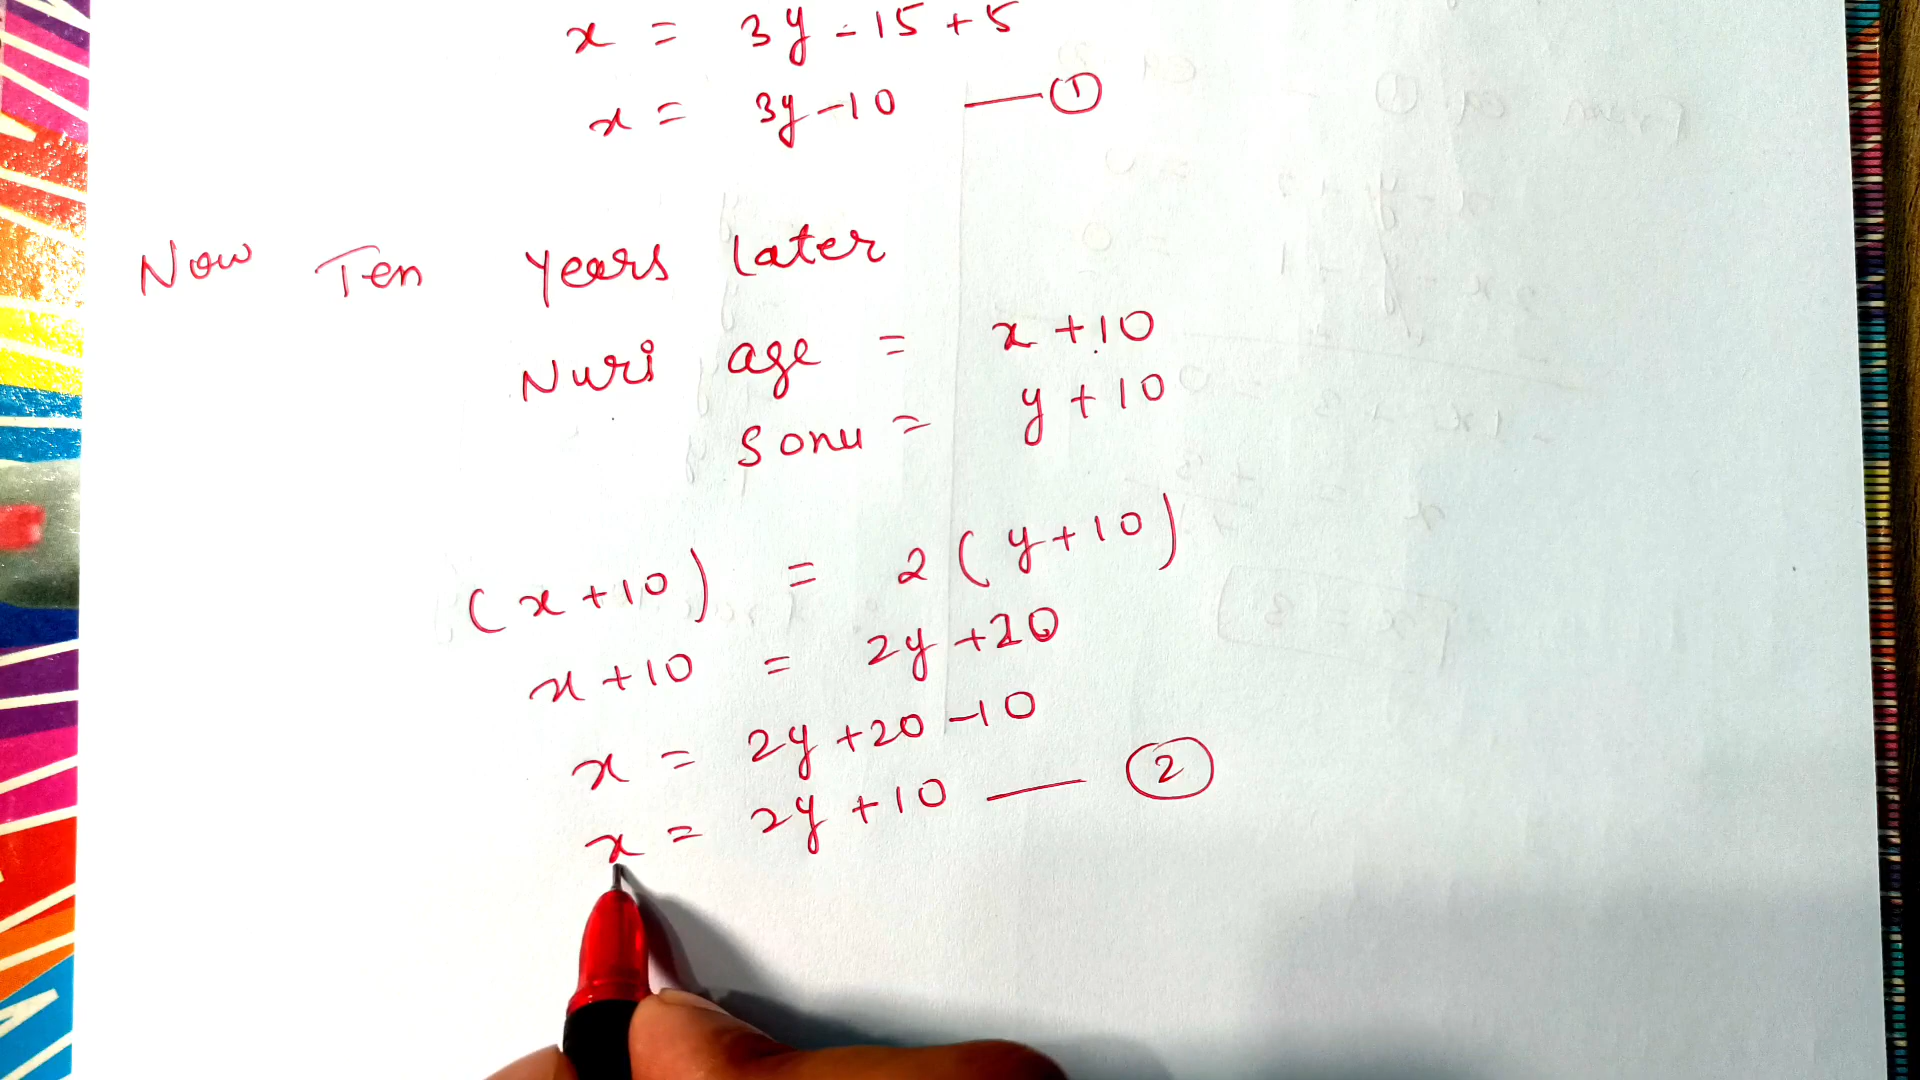 x = 3y - 15 + 5
x = 3y - 10 — ①
Now Ten years later
Nuri age = x + 10
Sonu = y + 10
(x + 10) = 2 (y + 10)
x + 10 = 2y + 20
x = 2y + 20 - 10
x = 2y + 10 — ②